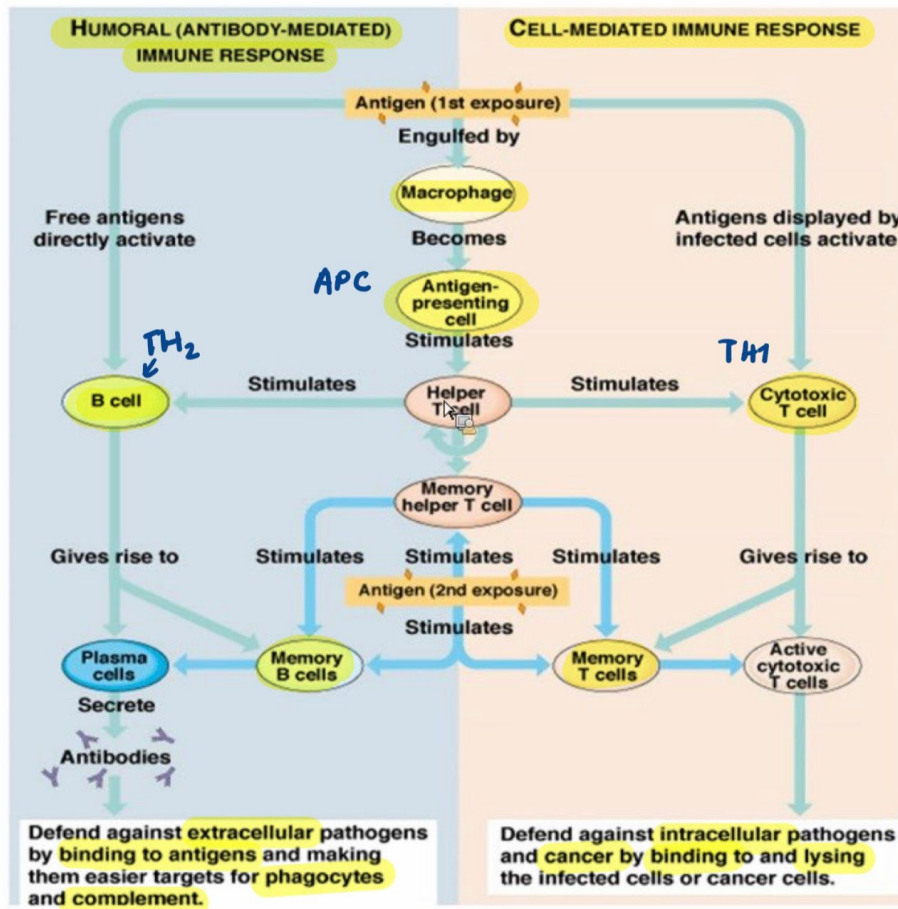 HUMORAL (ANTIBODY-MEDIATED)
IMMUNE RESPONSE
CELL-MEDIATED IMMUNE RESPONSE
Antigen (1st exposure)
Engulfed by
Macrophage
Free antigens
directly activate
Becomes
Antigens displayed by
infected cells activate
APC
Antigen-
presenting
cell
Stimulates
TH2
TH1
B cell
Stimulates
Helper
T cell
Stimulates
Cytotoxic
T cell
Memory
helper T cell
Gives rise to
Stimulates
Stimulates
Stimulates
Gives rise to
Antigen (2nd exposure)
Stimulates
Plasma
cells
Memory
B cells
Memory
T cells
Active
cytotoxic
T cells
Secrete
Antibodies
Defend against extracellular pathogens
by binding to antigens and making
them easier targets for phagocytes
and complement.
Defend against intracellular pathogens
and cancer by binding to and lysing
the infected cells or cancer cells.